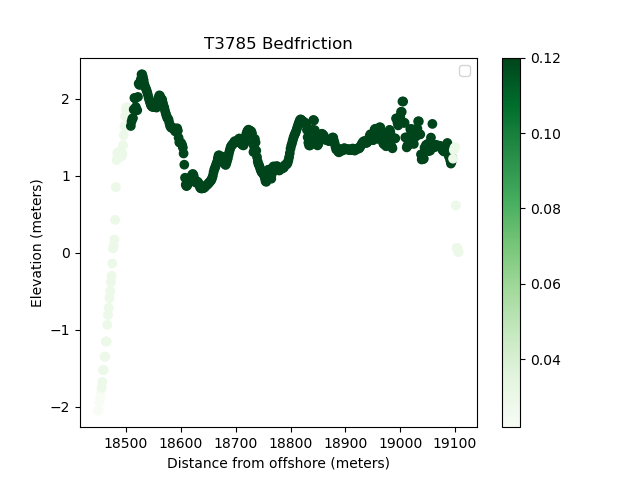 T3785 Bedfriction
Elevation (meters)
2
1
0
−1
−2
18500 18600 18700 18800 18900 19000 19100
Distance from offshore (meters)
0.12
0.10
0.08
0.06
0.04